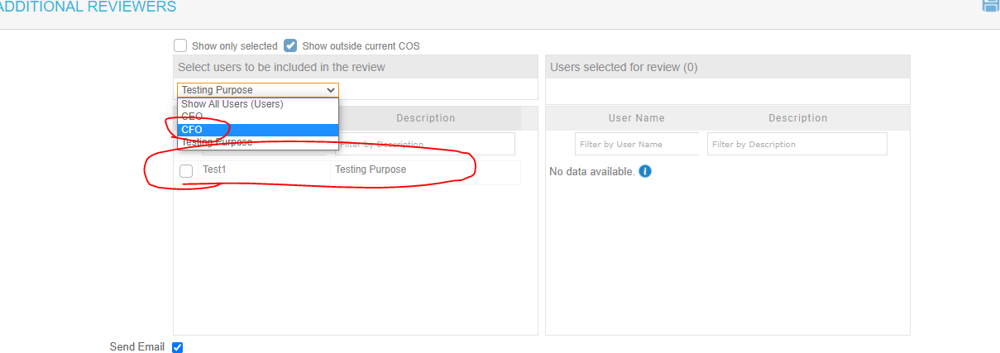 ADDITIONAL REVIEWERS
Show only selected Show outside current COS
Select users to be included in the review
Users selected for review (0)
Testing Purpose
Show All Users (Users)
CEO
CFO
Testing Purpose
Description
Filter by Description
Test1 Testing Purpose
User Name Description
Filter by User Name Filter by Description
No data available. i
Send Email